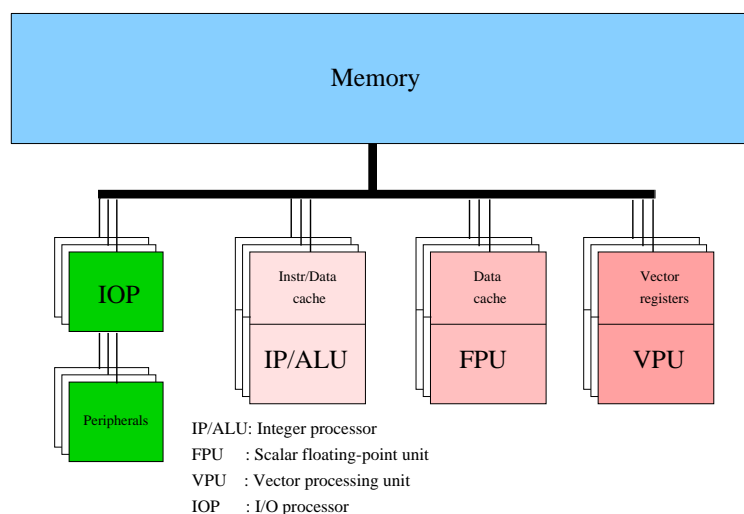 Memory
IOP
Instr/Data
cache
IP/ALU
Data
cache
FPU
Vector
registers
VPU
Peripherals
IP/ALU: Integer processor
FPU : Scalar floating-point unit
VPU : Vector processing unit
IOP : I/O processor